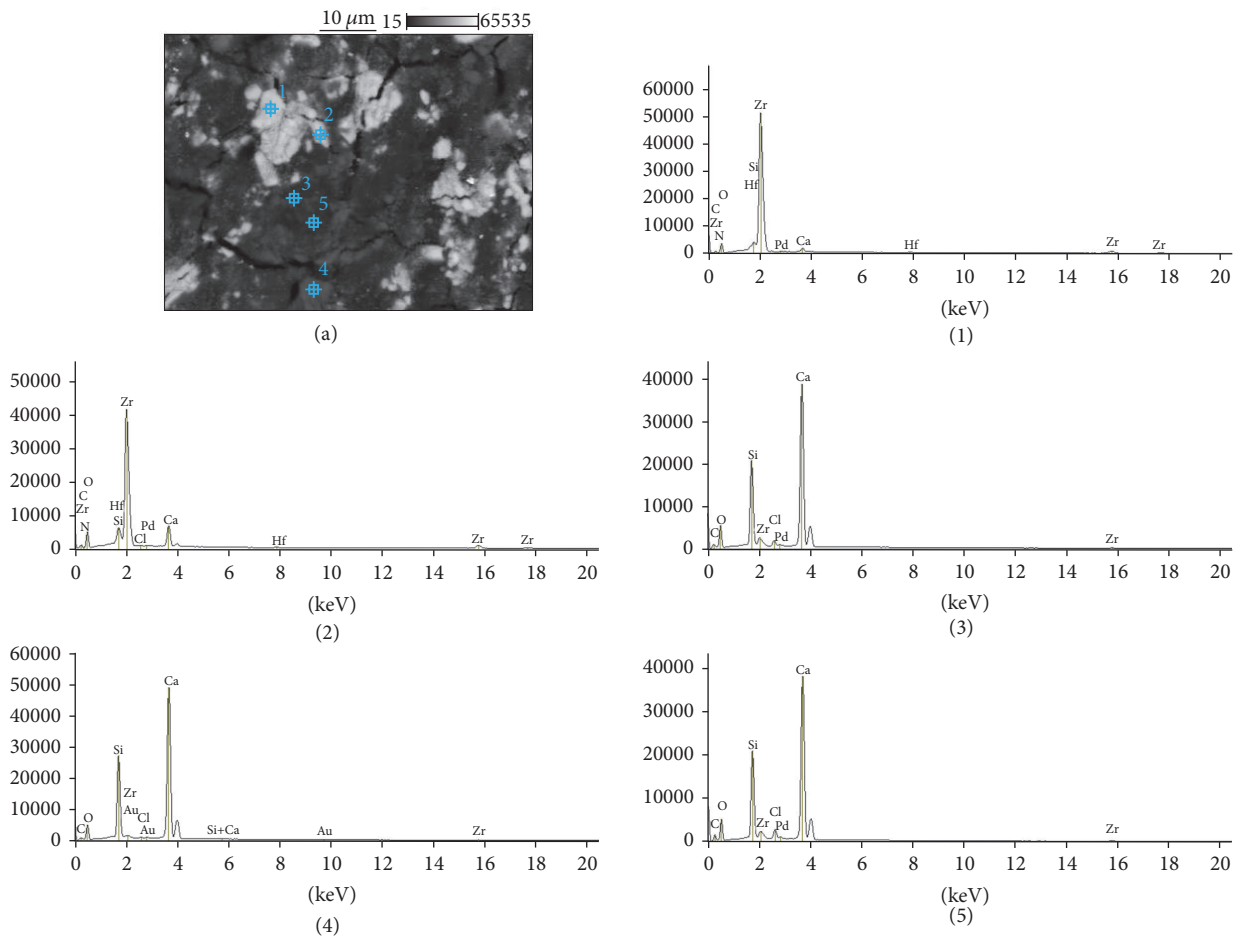 10 μm 15 65535
1
2
3
5
4
(a)
60000
50000
40000
30000
20000
10000
0
Zr
Si
Hf
O
C
Zr
N
Pd
Ca
Hf
Zr
Zr
0 2 4 6 8 10 12 14 16 18 20
(keV)
(1)
50000
40000
30000
20000
10000
0
Zr
O
C
Zr
N
Hf
Si
Pd
Cl
Ca
Hf
Zr
Zr
0 2 4 6 8 10 12 14 16 18 20
(keV)
(2)
40000
30000
20000
10000
0
Ca
Si
O
C
Zr
Cl
Pd
Zr
0 2 4 6 8 10 12 14 16 18 20
(keV)
(3)
60000
50000
40000
30000
20000
10000
0
Ca
Si
Zr
Au
O
C
Cl
Au
Si+Ca
Au
Zr
0 2 4 6 8 10 12 14 16 18 20
(keV)
(4)
40000
30000
20000
10000
0
Ca
Si
O
C
Zr
Cl
Pd
Zr
0 2 4 6 8 10 12 14 16 18 20
(keV)
(5)